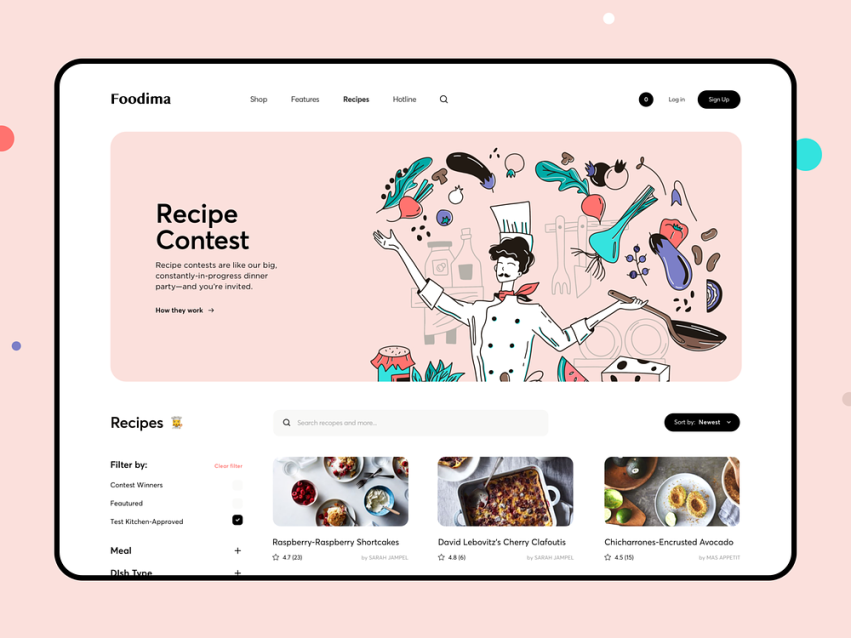 Foodima
Shop
Features
Recipes
Hotline
0
Log in
Sign Up
Recipe
Contest
Recipe contests are like our big,
constantly-in-progress dinner
party—and you're invited.
How they work →
Recipes
Search recopes and more...
Sort by: Newest
Filter by:
Clear filter
Contest Winners
Feautured
Test Kitchen-Approved
Meal +
Dish Type +
Raspberry-Raspberry Shortcakes
4.7 (23)
by SARAH JAMPEL
David Lebovitz's Cherry Clafoutis
4.8 (6)
by SARAH JAMPEL
Chicharrones-Encrusted Avocado
4.5 (15)
by MAS APPETIT